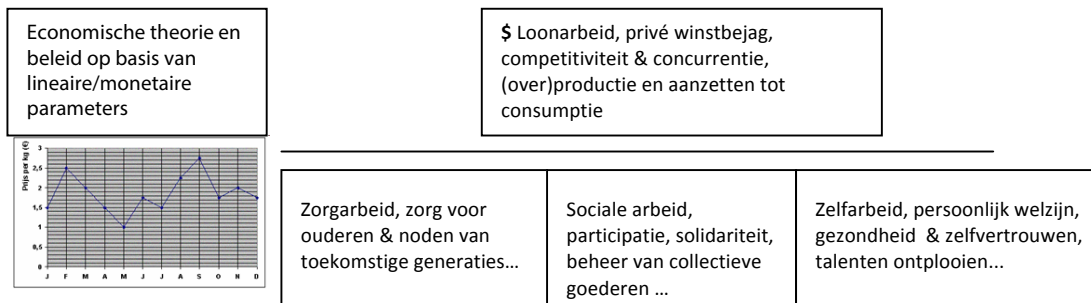 Economische theorie en
beleid op basis van
lineaire/monetaire
parameters
$ Loonarbeid, privé winstbejag,
competitiviteit & concurrentie,
(over)productie en aanzetten tot
consumptie
Prijs per kg (€)
3
2,5
2
1,5
1
0,5
0
J F M A M J J A S O N D
Zorgarbeid, zorg voor
ouderen & noden van
toekomstige generaties…
Sociale arbeid,
participatie, solidariteit,
beheer van collectieve
goederen …
Zelfarbeid, persoonlijk welzijn,
gezondheid & zelfvertrouwen,
talenten ontplooien...